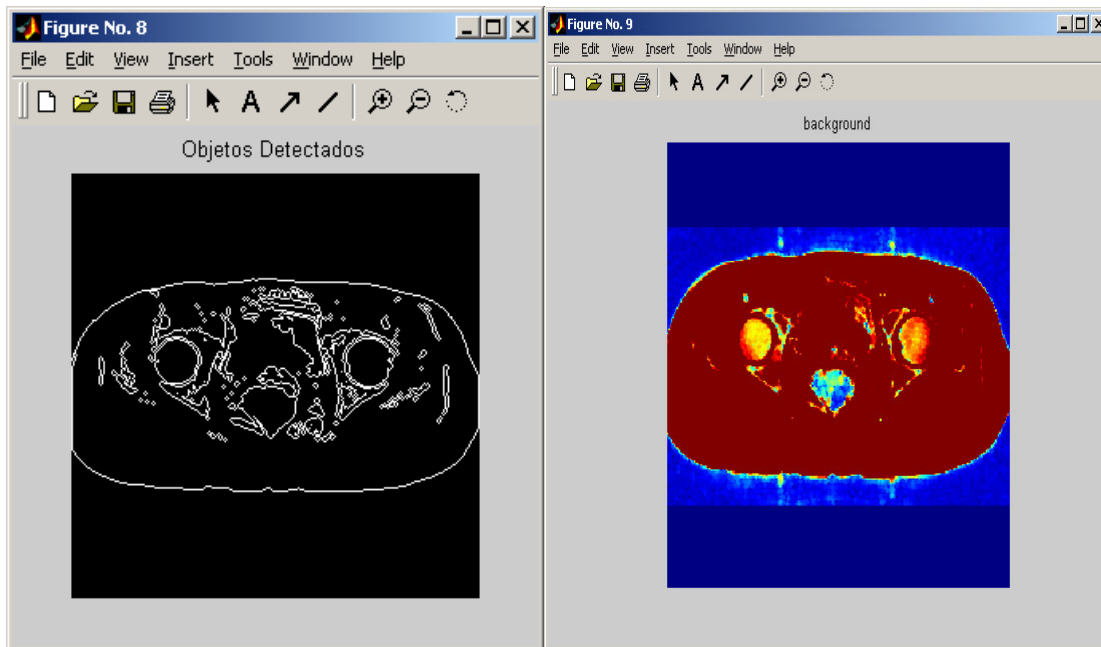 Figure No. 8
File Edit View Insert Tools Window Help
Objetos Detectados
Figure No. 9
File Edit View Insert Tools Window Help
background